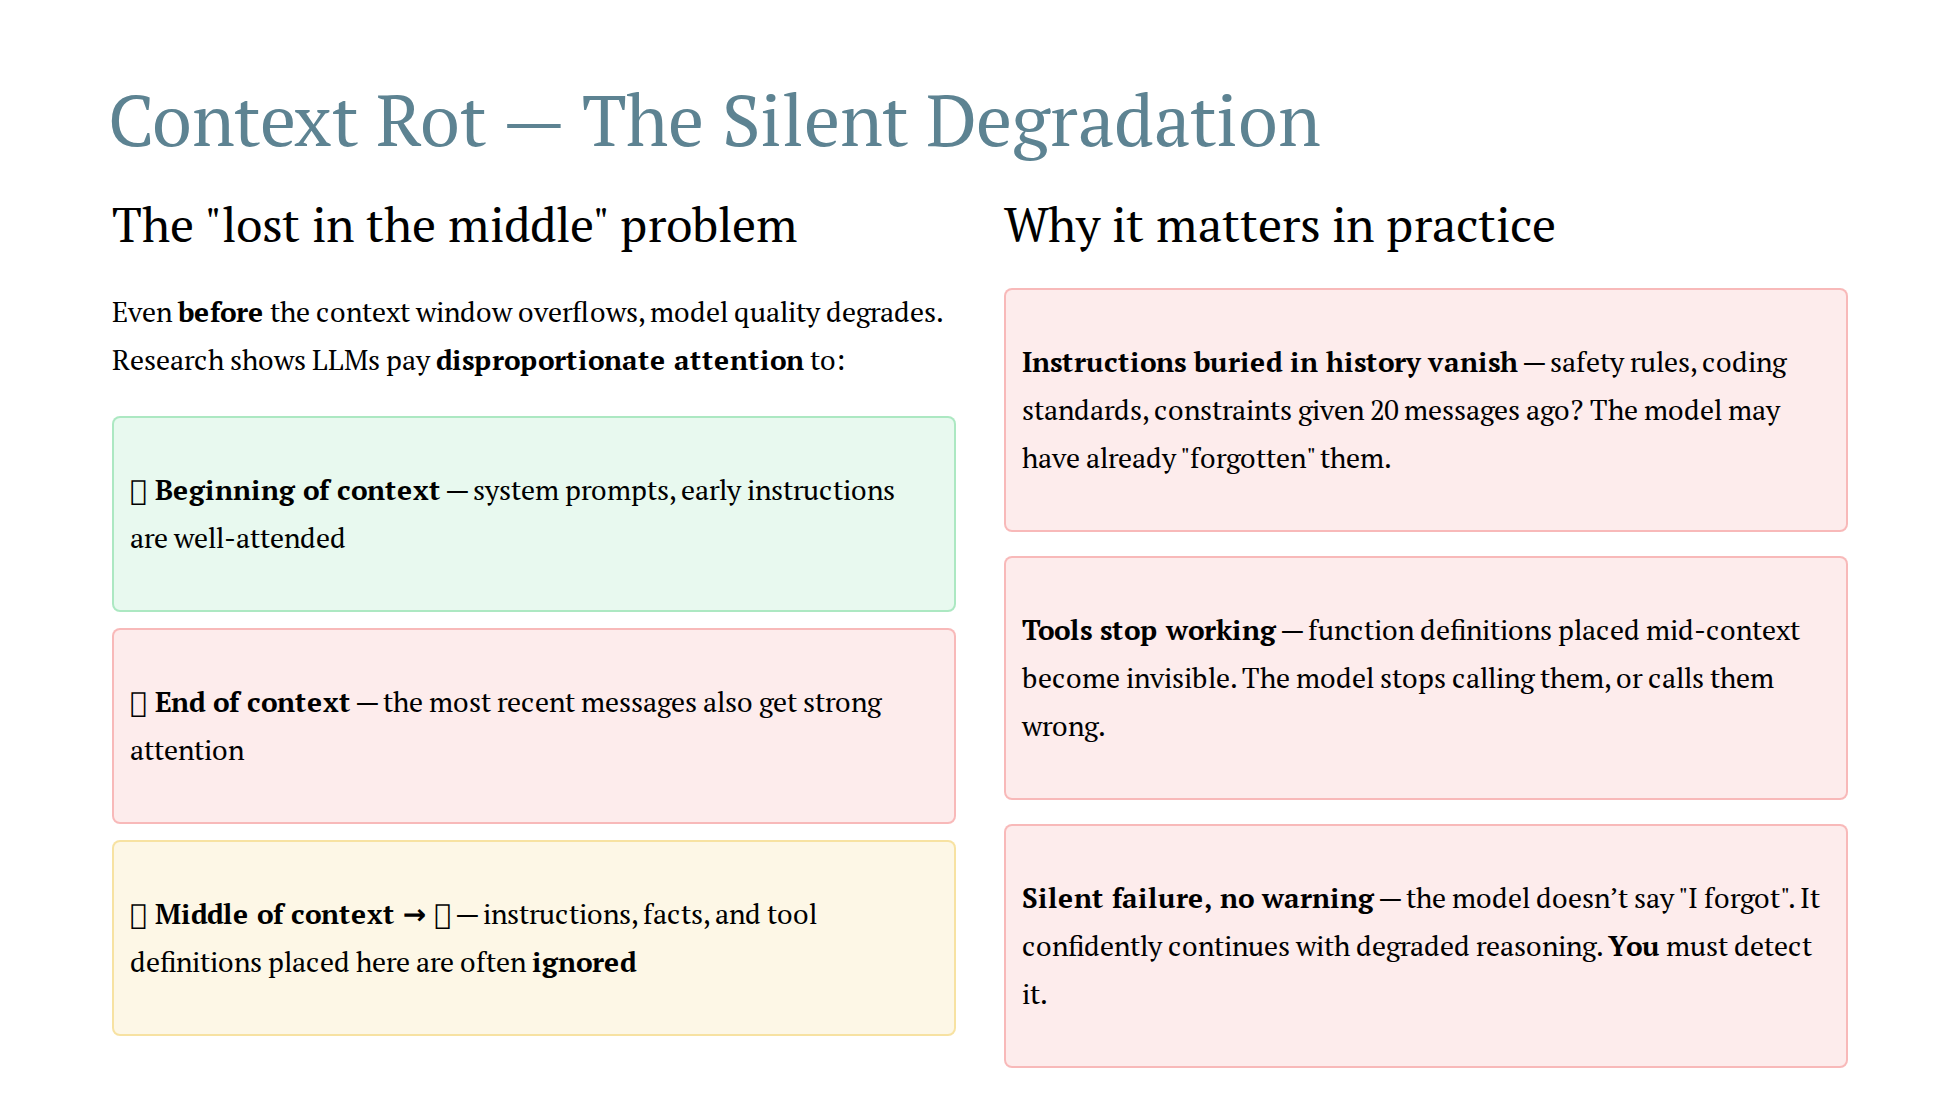 Context Rot — The Silent Degradation
The "lost in the middle" problem
Even before the context window overflows, model quality degrades.
Research shows LLMs pay disproportionate attention to:
Beginning of context — system prompts, early instructions
are well-attended
End of context — the most recent messages also get strong
attention
Middle of context → — instructions, facts, and tool
definitions placed here are often ignored
Why it matters in practice
Instructions buried in history vanish — safety rules, coding
standards, constraints given 20 messages ago? The model may
have already "forgotten" them.
Tools stop working — function definitions placed mid-context
become invisible. The model stops calling them, or calls them
wrong.
Silent failure, no warning — the model doesn’t say "I forgot". It
confidently continues with degraded reasoning. You must detect
it.